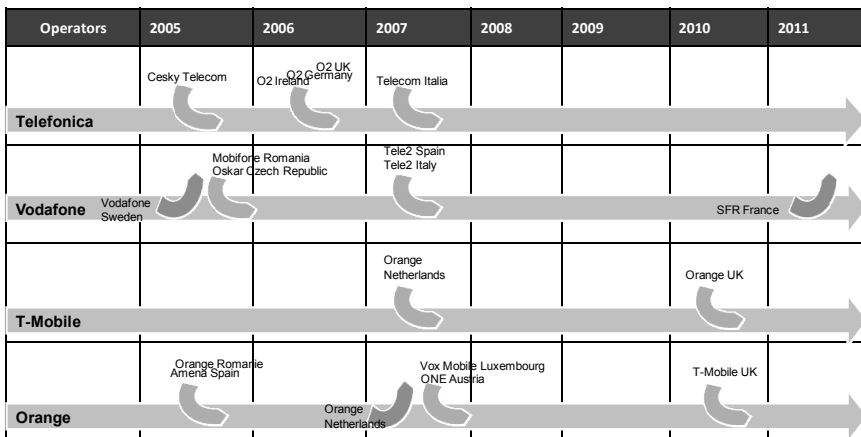 Operators 2005 2006 2007 2008 2009 2010 2011
O2 UK
O2 Germany
Cesky Telecom O2 Ireland Telecom Italia
Telefonica
Mobifone Romania Tele2 Spain
Oskar Czech Republic Tele2 Italy
Vodafone Vodafone SFR France
Sweden
Orange
Netherlands Orange UK
T-Mobile
Orange Romanie Vox Mobile Luxembourg
Amena Spain ONE Austria T-Mobile UK
Orange Orange
Netherlands